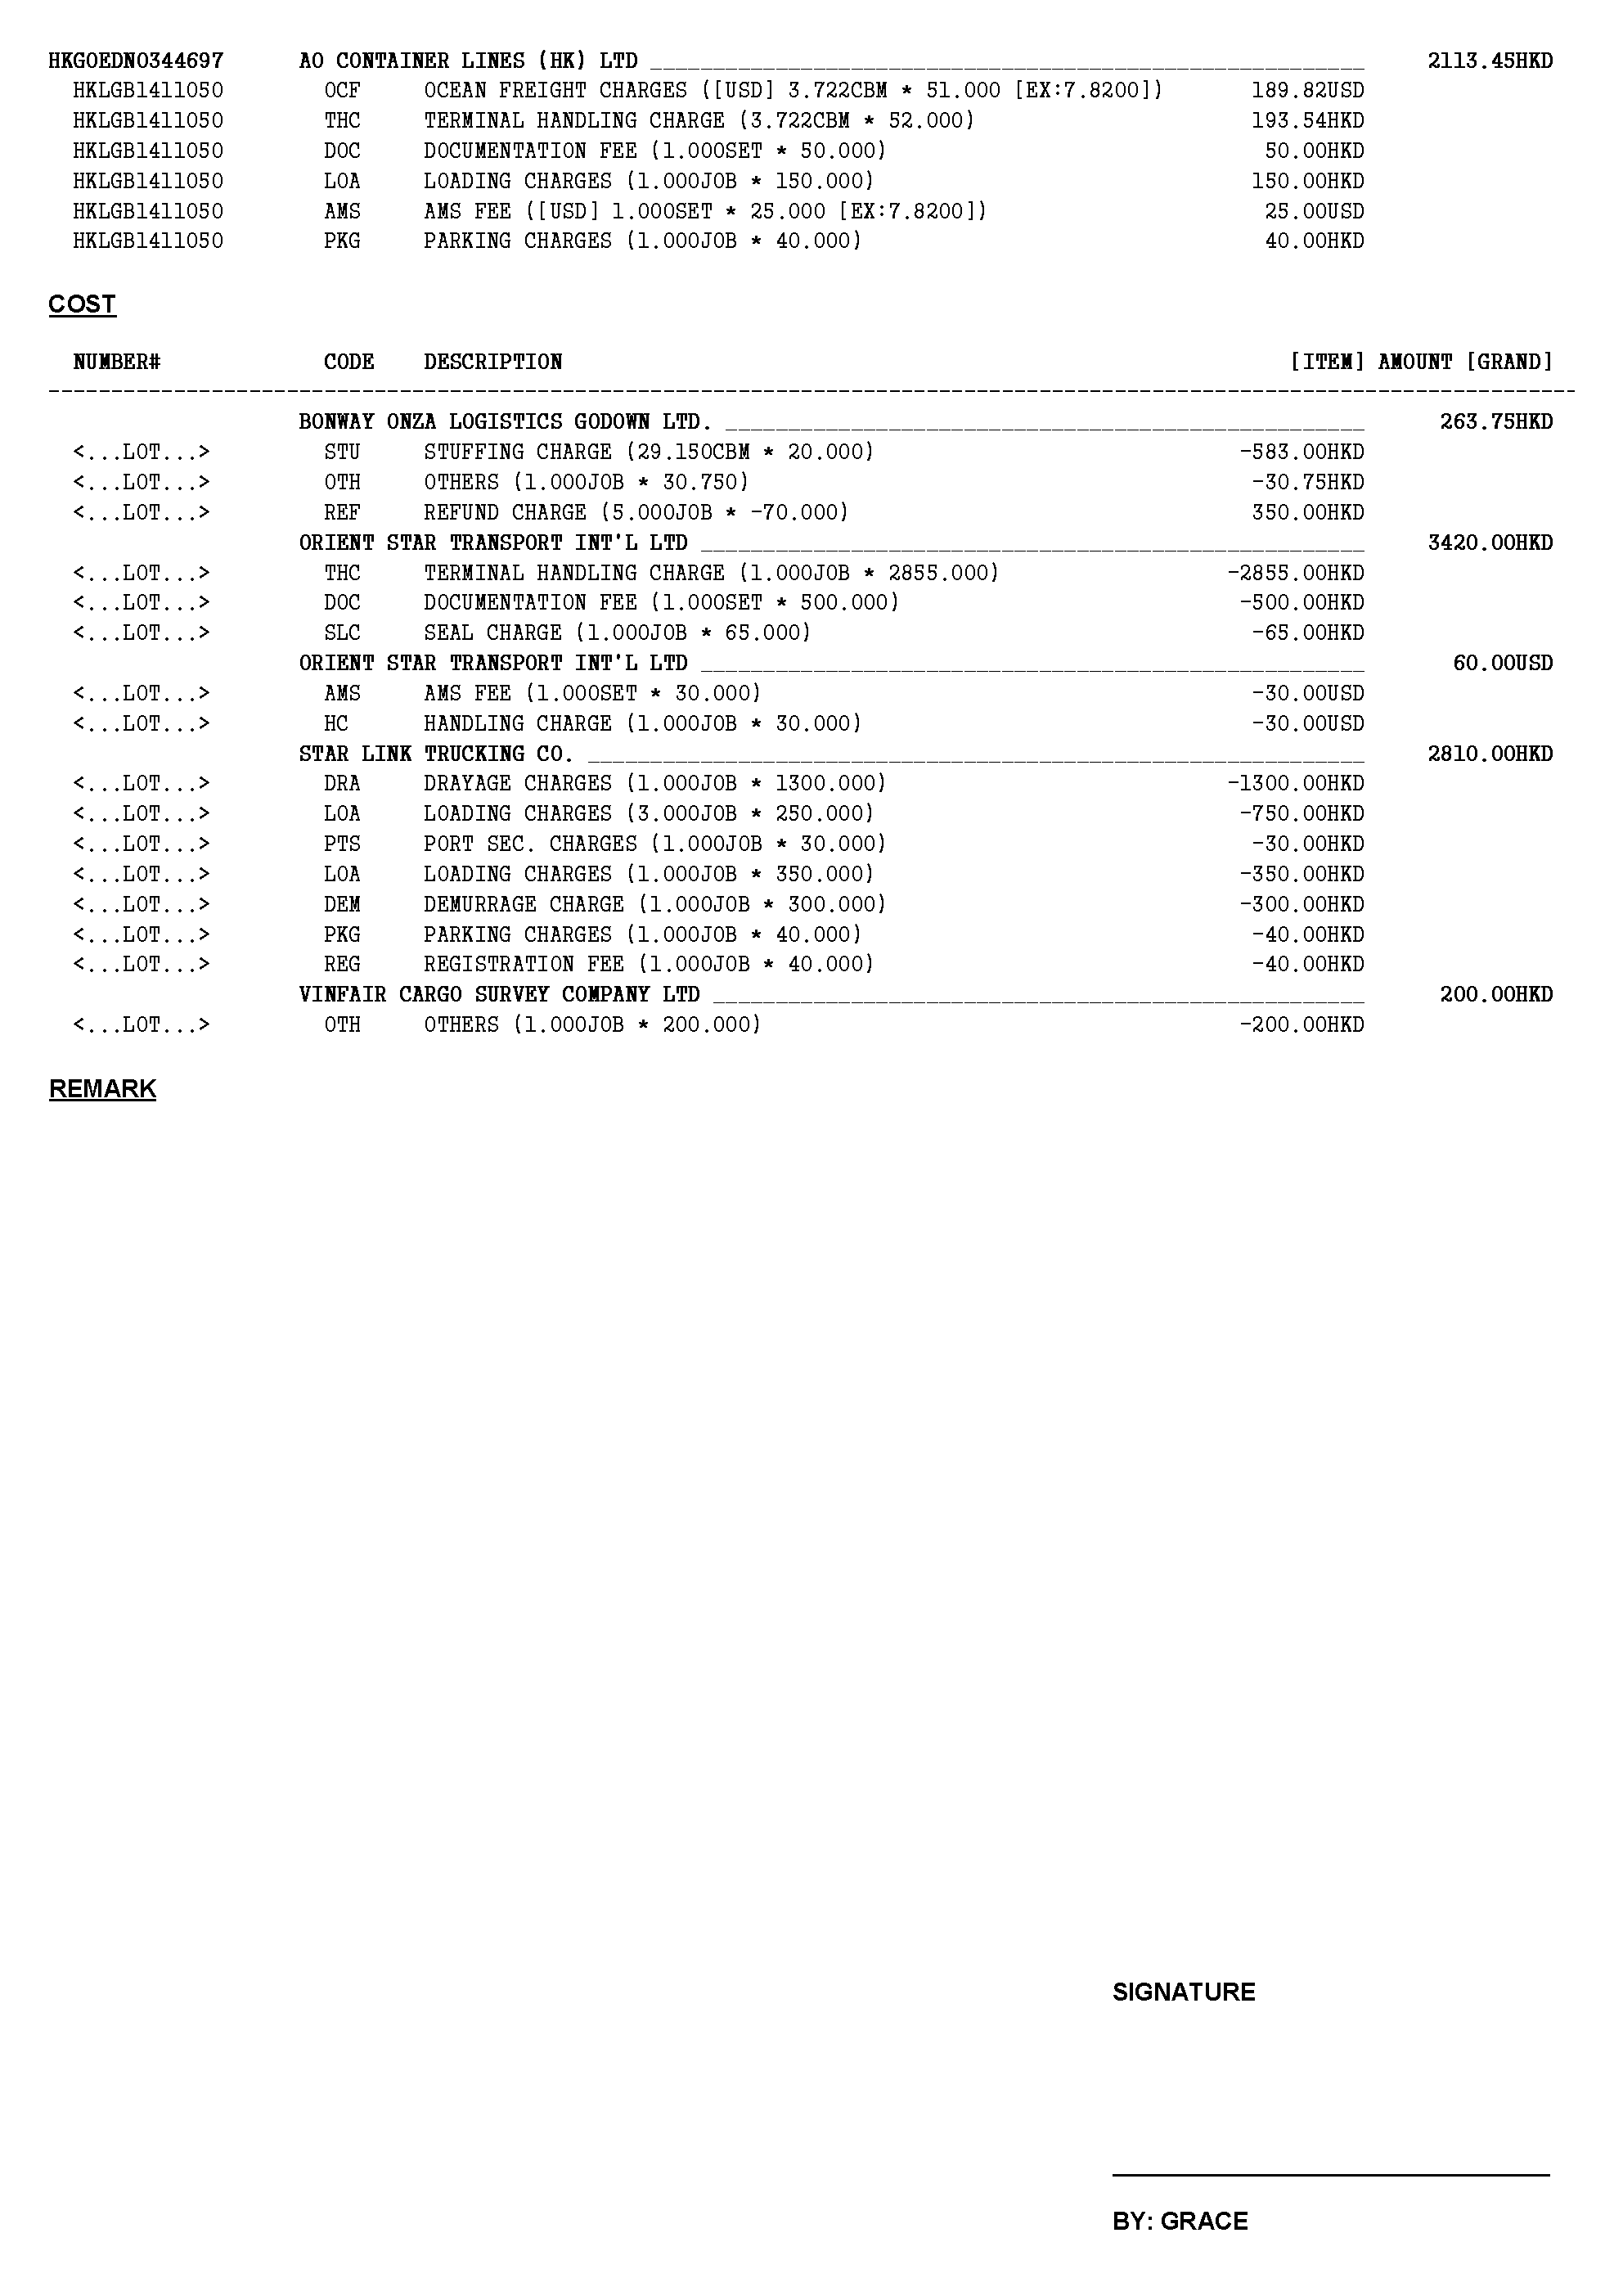 HKGOEDN0344697 AO CONTAINER LINES (HK) LTD _________________________________________________________ 2113.45HKD
HKLGB1411050 OCF OCEAN FREIGHT CHARGES ([USD] 3.722CBM * 51.000 [EX:7.8200]) 189.82USD
HKLGB1411050 THC TERMINAL HANDLING CHARGE (3.722CBM * 52.000) 193.54HKD
HKLGB1411050 DOC DOCUMENTATION FEE (1.000SET * 50.000) 50.00HKD
HKLGB1411050 LOA LOADING CHARGES (1.000JOB * 150.000) 150.00HKD
HKLGB1411050 AMS AMS FEE ([USD] 1.000SET * 25.000 [EX:7.8200]) 25.00USD
HKLGB1411050 PKG PARKING CHARGES (1.000JOB * 40.000) 40.00HKD
COST
NUMBER# CODE DESCRIPTION [ITEM] AMOUNT [GRAND]
--------------------------------------------------------------------------------------------------------------------------
BONWAY ONZA LOGISTICS GODOWN LTD. ___________________________________________________ 263.75HKD
<...LOT...> STU STUFFING CHARGE (29.150CBM * 20.000) -583.00HKD
<...LOT...> OTH OTHERS (1.000JOB * 30.750) -30.75HKD
<...LOT...> REF REFUND CHARGE (5.000JOB * -70.000) 350.00HKD
ORIENT STAR TRANSPORT INT'L LTD _____________________________________________________ 3420.00HKD
<...LOT...> THC TERMINAL HANDLING CHARGE (1.000JOB * 2855.000) -2855.00HKD
<...LOT...> DOC DOCUMENTATION FEE (1.000SET * 500.000) -500.00HKD
<...LOT...> SLC SEAL CHARGE (1.000JOB * 65.000) -65.00HKD
ORIENT STAR TRANSPORT INT'L LTD _____________________________________________________ 60.00USD
<...LOT...> AMS AMS FEE (1.000SET * 30.000) -30.00USD
<...LOT...> HC HANDLING CHARGE (1.000JOB * 30.000) -30.00USD
STAR LINK TRUCKING CO. ______________________________________________________________ 2810.00HKD
<...LOT...> DRA DRAYAGE CHARGES (1.000JOB * 1300.000) -1300.00HKD
<...LOT...> LOA LOADING CHARGES (3.000JOB * 250.000) -750.00HKD
<...LOT...> PTS PORT SEC. CHARGES (1.000JOB * 30.000) -30.00HKD
<...LOT...> LOA LOADING CHARGES (1.000JOB * 350.000) -350.00HKD
<...LOT...> DEM DEMURRAGE CHARGE (1.000JOB * 300.000) -300.00HKD
<...LOT...> PKG PARKING CHARGES (1.000JOB * 40.000) -40.00HKD
<...LOT...> REG REGISTRATION FEE (1.000JOB * 40.000) -40.00HKD
VINFAIR CARGO SURVEY COMPANY LTD ____________________________________________________ 200.00HKD
<...LOT...> OTH OTHERS (1.000JOB * 200.000) -200.00HKD
REMARK
SIGNATURE
BY: GRACE